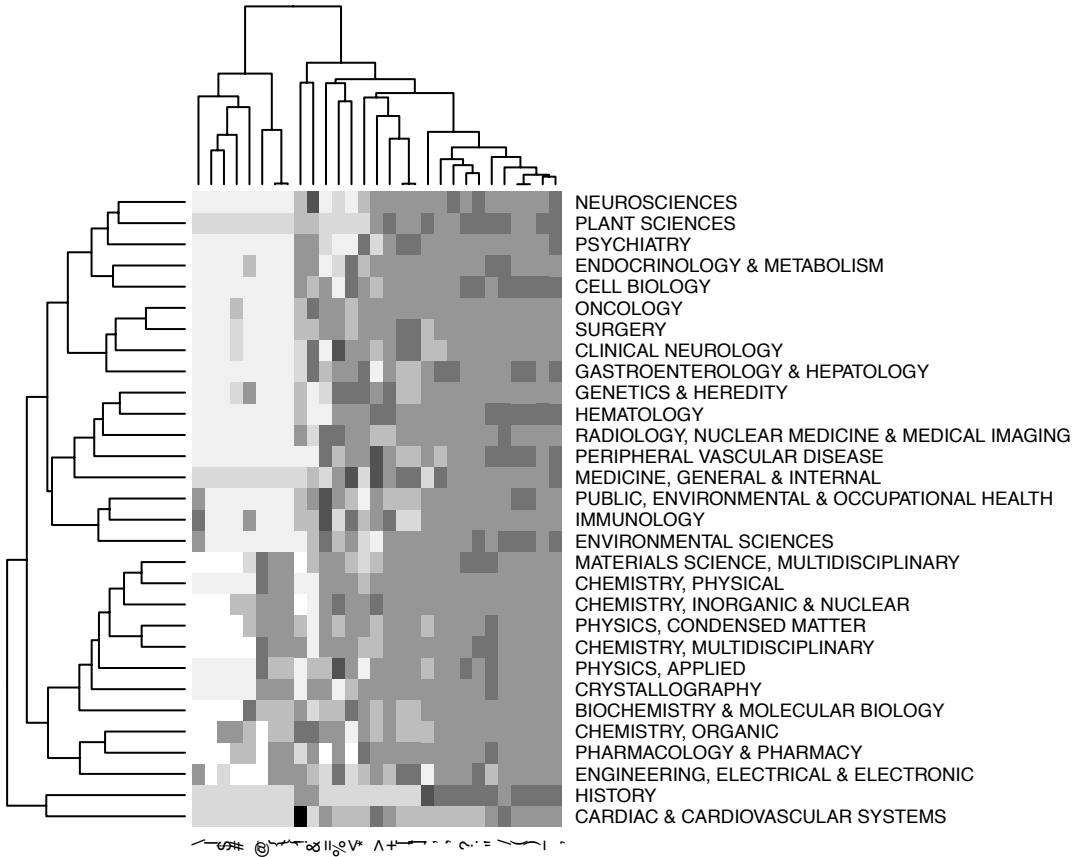 NEUROSCIENCES
PLANT SCIENCES
PSYCHIATRY
ENDOCRINOLOGY & METABOLISM
CELL BIOLOGY
ONCOLOGY
SURGERY
CLINICAL NEUROLOGY
GASTROENTEROLOGY & HEPATOLOGY
GENETICS & HEREDITY
HEMATOLOGY
RADIOLOGY, NUCLEAR MEDICINE & MEDICAL IMAGING
PERIPHERAL VASCULAR DISEASE
MEDICINE, GENERAL & INTERNAL
PUBLIC, ENVIRONMENTAL & OCCUPATIONAL HEALTH
IMMUNOLOGY
ENVIRONMENTAL SCIENCES
MATERIALS SCIENCE, MULTIDISCIPLINARY
CHEMISTRY, PHYSICAL
CHEMISTRY, INORGANIC & NUCLEAR
PHYSICS, CONDENSED MATTER
CHEMISTRY, MULTIDISCIPLINARY
PHYSICS, APPLIED
CRYSTALLOGRAPHY
BIOCHEMISTRY & MOLECULAR BIOLOGY
CHEMISTRY, ORGANIC
PHARMACOLOGY & PHARMACY
ENGINEERING, ELECTRICAL & ELECTRONIC
HISTORY
CARDIAC & CARDIOVASCULAR SYSTEMS